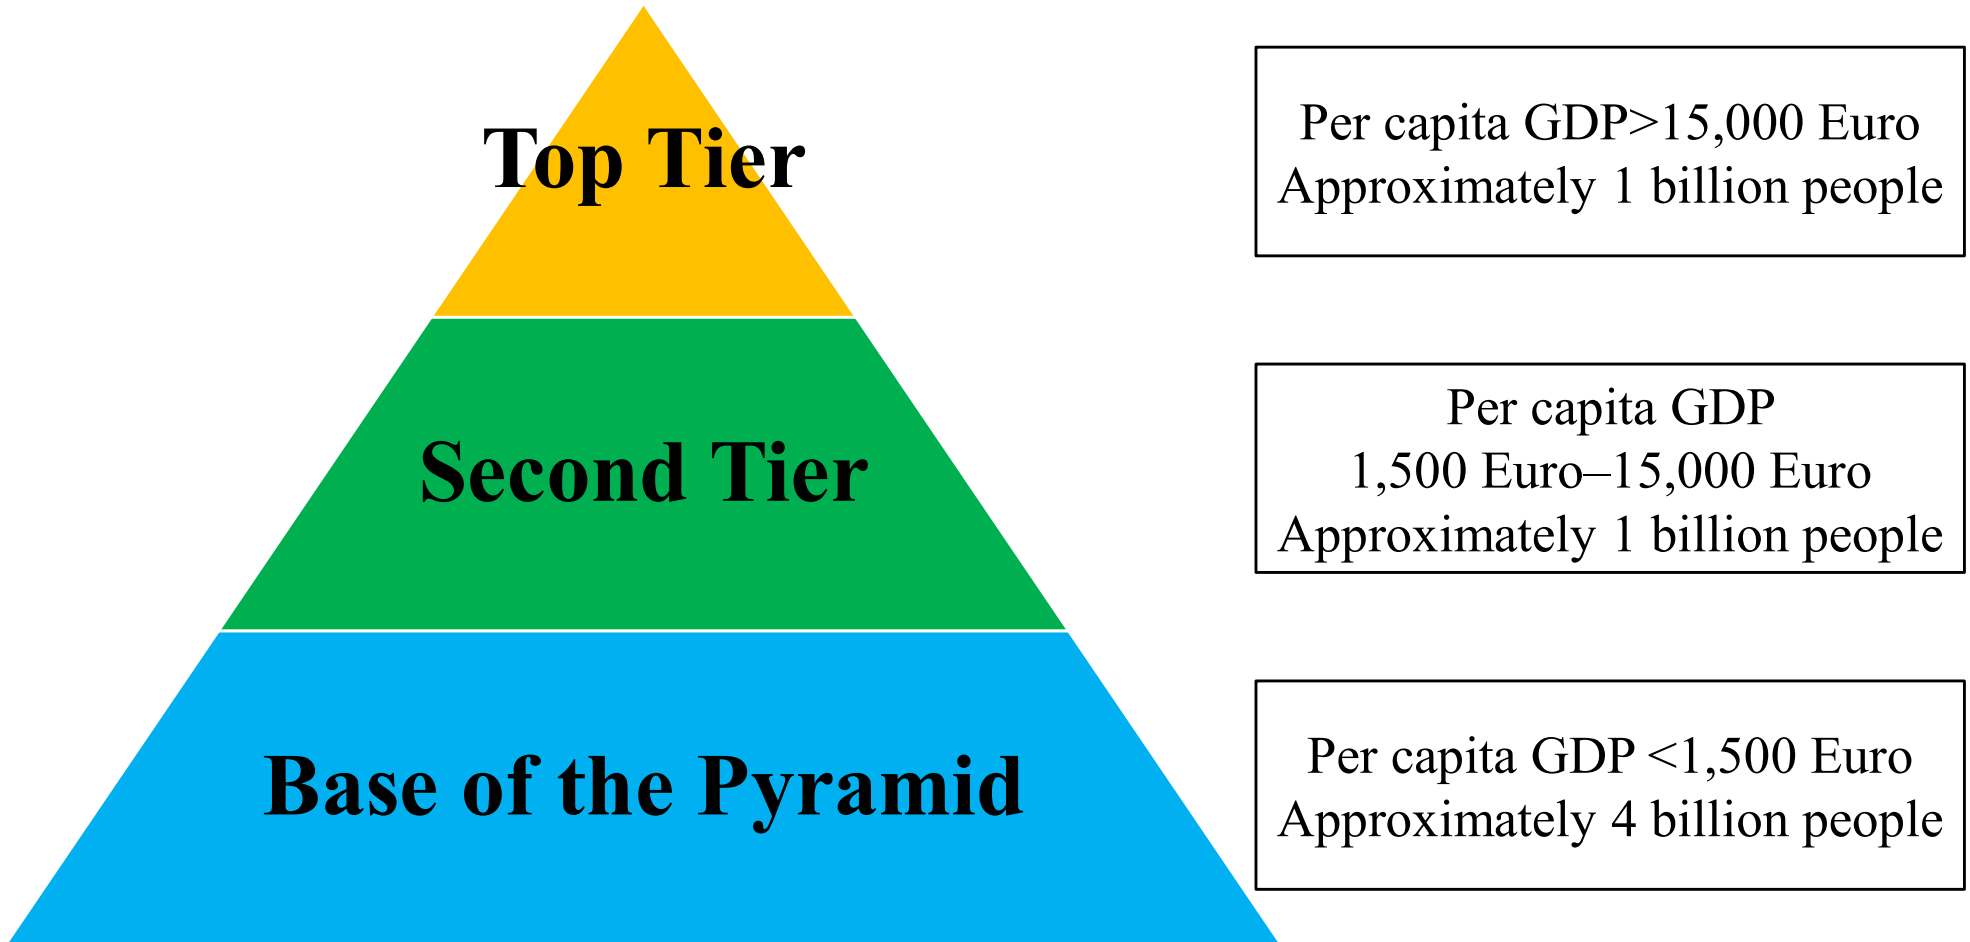 Top Tier
Per capita GDP>15,000 Euro
Approximately 1 billion people
Second Tier
Per capita GDP
1,500 Euro–15,000 Euro
Approximately 1 billion people
Base of the Pyramid
Per capita GDP <1,500 Euro
Approximately 4 billion people